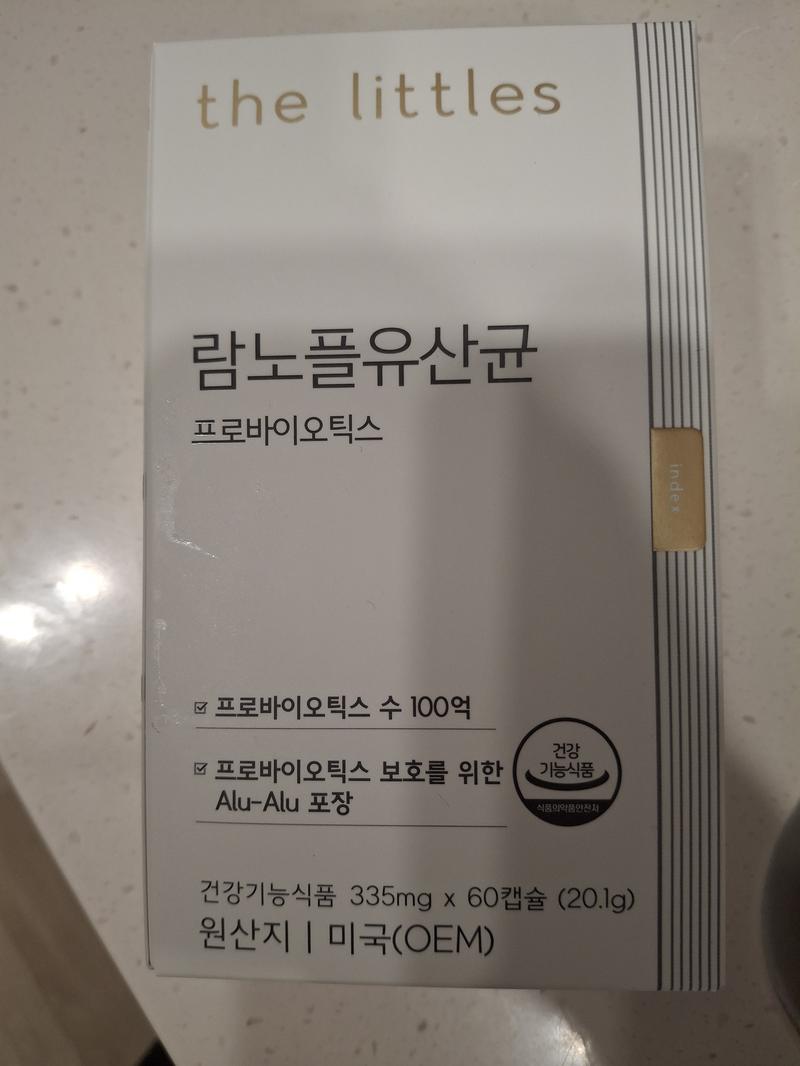 the littles
람노플유산균
프로바이오틱스
index
프로바이오틱스 수 100억
프로바이오틱스 보호를 위한
Alu-Alu 포장
건강
기능식품
식품의약품안전처
건강기능식품 335mg x 60캡슐 (20.1g)
원산지 | 미국(OEM)